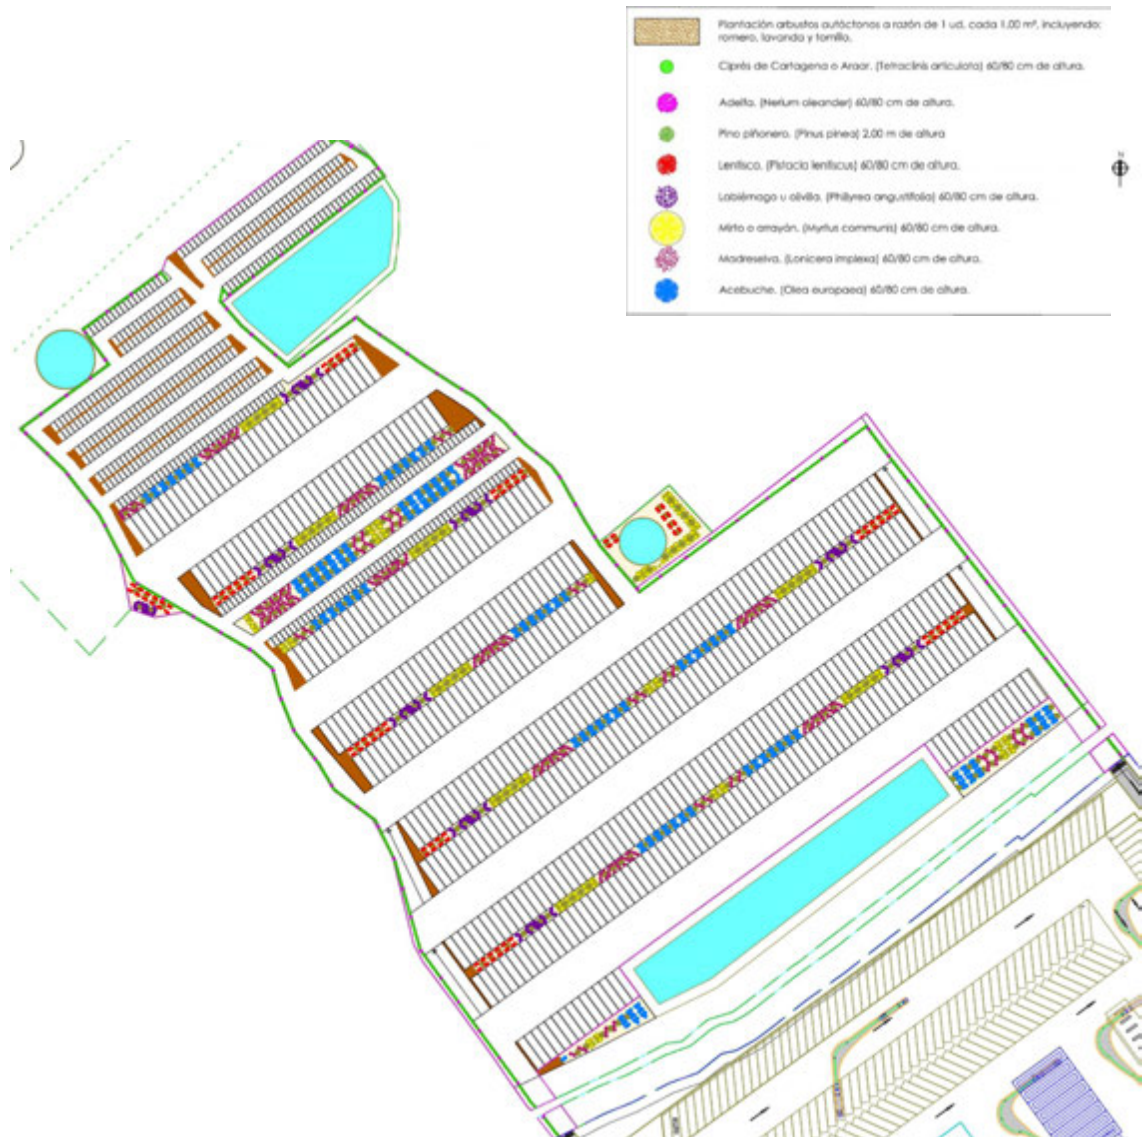 Plantación arbustos autóctonos a razón de 1 ud. cada 1,00 m², incluyendo:
romero, lavanda y tomillo.
Ciprés de Cartagena o Araar. (Tetraclinis articulata) 60/80 cm de altura.
Adelfa. (Nerium oleander) 60/80 cm de altura.
Pino piñonero. (Pinus pinea) 2,00 m de altura
Lentisco. (Pistacia lentiscus) 60/80 cm de altura.
N
Labiérnago u olivilla. (Phillyrea angustifolia) 60/80 cm de altura.
Mirto o arrayán. (Myrtus communis) 60/80 cm de altura.
Madreselva. (Lonicera implexa) 60/80 cm de altura.
Acebuche. (Olea europaea) 60/80 cm de altura.